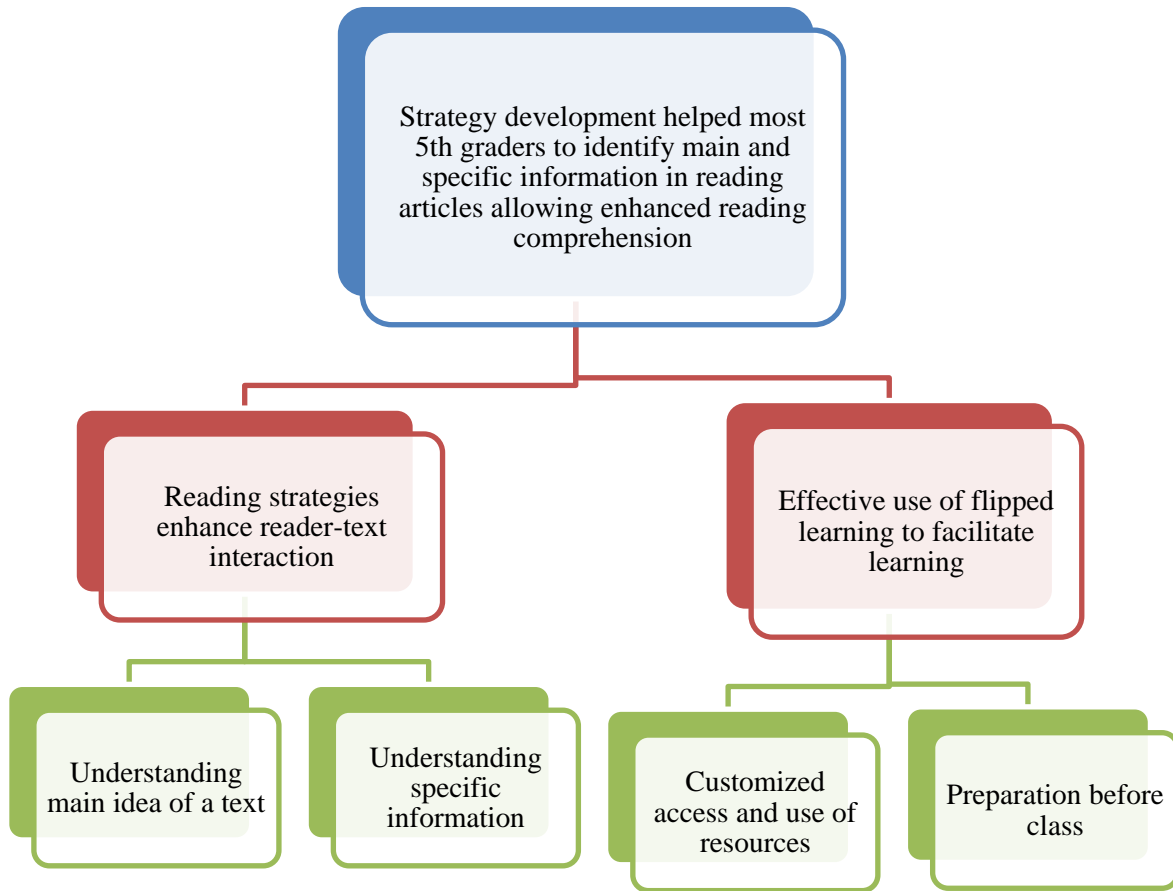 Strategy development helped most
5th graders to identify main and
specific information in reading
articles allowing enhanced reading
comprehension
Reading strategies
enhance reader-text
interaction
Effective use of flipped
learning to facilitate
learning
Understanding
main idea of a text
Understanding
specific
information
Customized
access and use of
resources
Preparation before
class